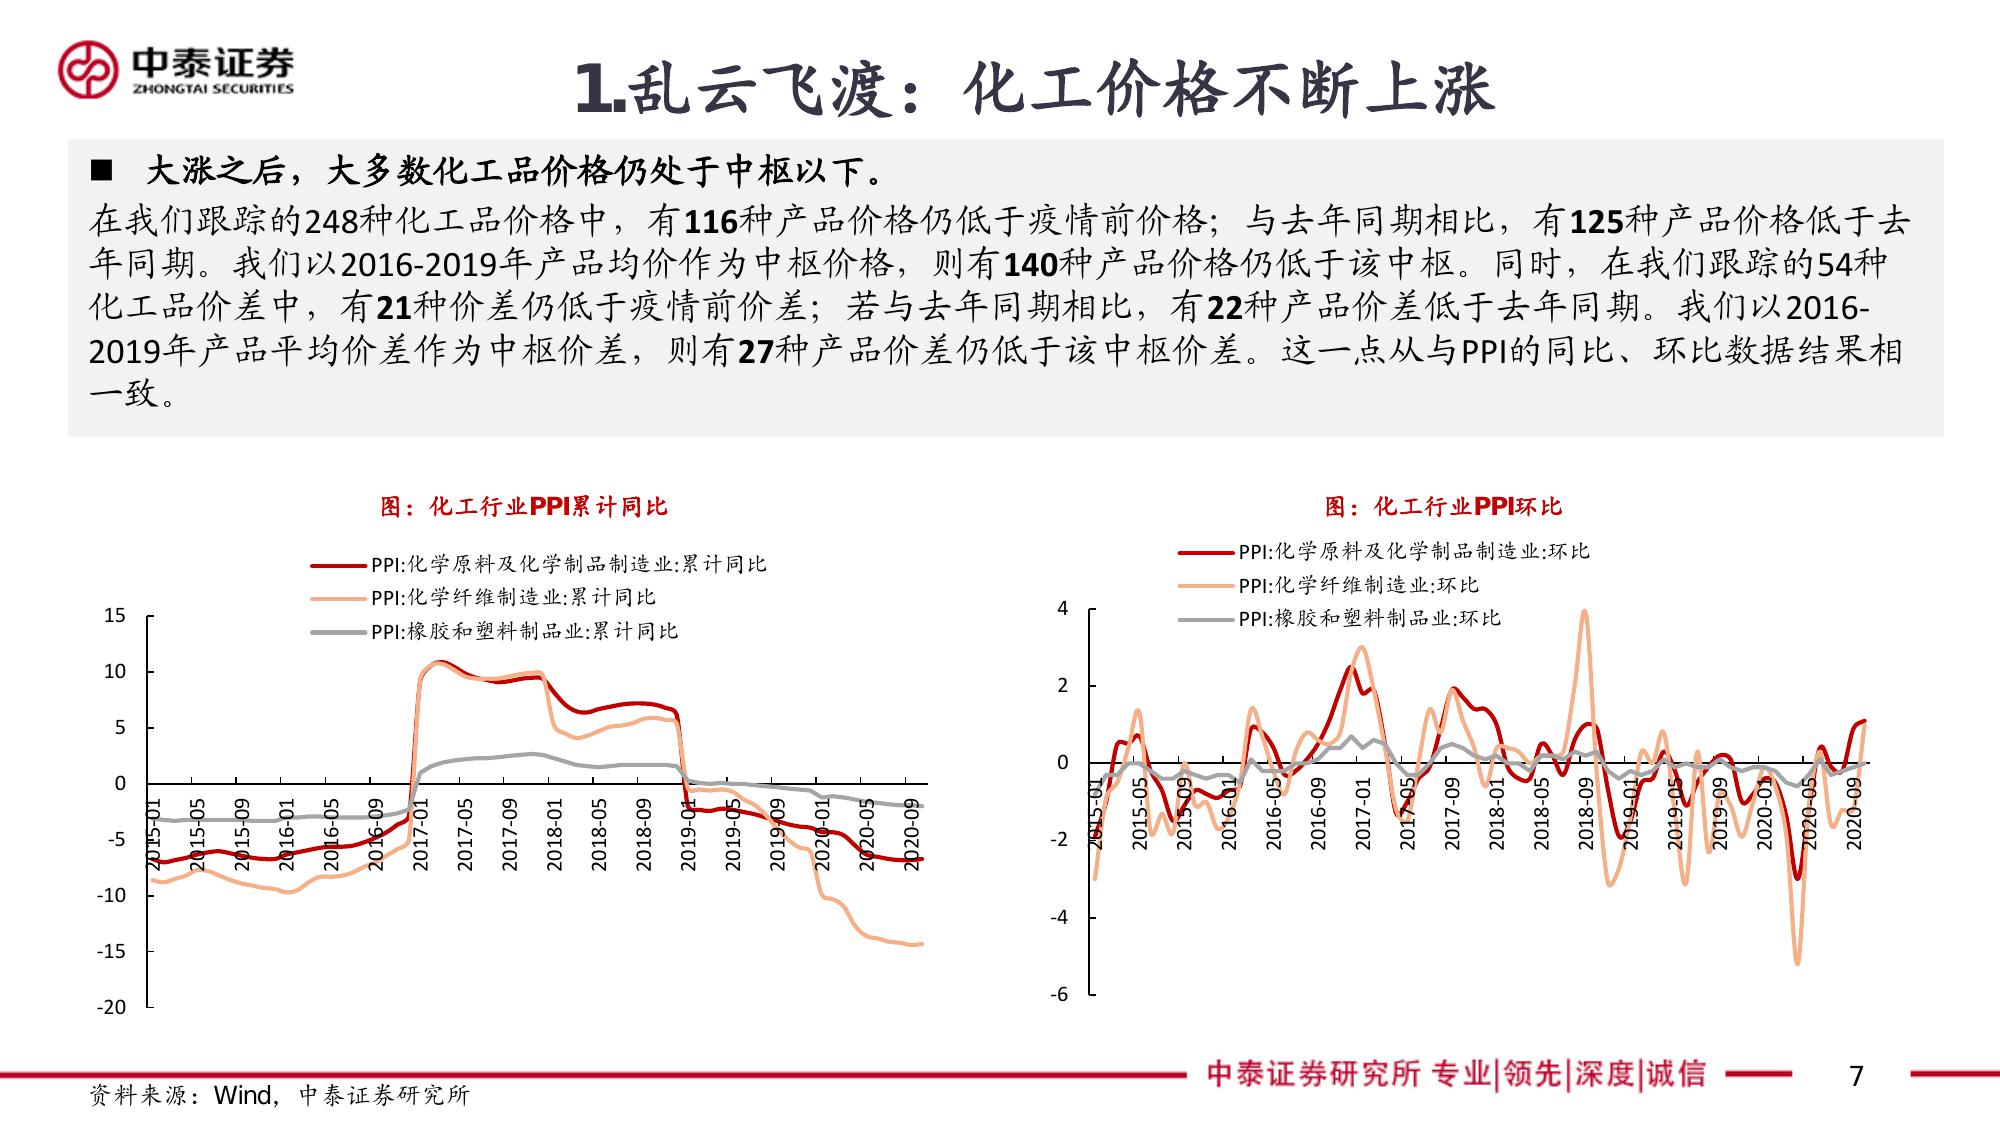 中泰证券
ZHONGTAI SECURITIES
1.乱云飞渡：化工价格不断上涨
■ 大涨之后，大多数化工品价格仍处于中枢以下。
在我们跟踪的248种化工品价格中，有116种产品价格仍低于疫情前价格；与去年同期相比，有125种产品价格低于去
年同期。我们以2016-2019年产品均价作为中枢价格，则有140种产品价格仍低于该中枢。同时，在我们跟踪的54种
化工品价差中，有21种价差仍低于疫情前价差；若与去年同期相比，有22种产品价差低于去年同期。我们以2016-
2019年产品平均价差作为中枢价差，则有27种产品价差仍低于该中枢价差。这一点从与PPI的同比、环比数据结果相
一致。
图：化工行业PPI累计同比
PPI:化学原料及化学制品制造业:累计同比
PPI:化学纤维制造业:累计同比
PPI:橡胶和塑料制品业:累计同比
15
10
5
0
-5
-10
-15
-20
2015-01
2015-05
2015-09
2016-01
2016-05
2016-09
2017-01
2017-05
2017-09
2018-01
2018-05
2018-09
2019-01
2019-05
2019-09
2020-01
2020-05
2020-09
图：化工行业PPI环比
PPI:化学原料及化学制品制造业:环比
PPI:化学纤维制造业:环比
PPI:橡胶和塑料制品业:环比
4
2
0
-2
-4
-6
2015-01
2015-05
2015-09
2016-01
2016-05
2016-09
2017-01
2017-05
2017-09
2018-01
2018-05
2018-09
2019-01
2019-05
2019-09
2020-01
2020-05
2020-09
中泰证券研究所 专业|领先|深度|诚信
7
资料来源：Wind，中泰证券研究所